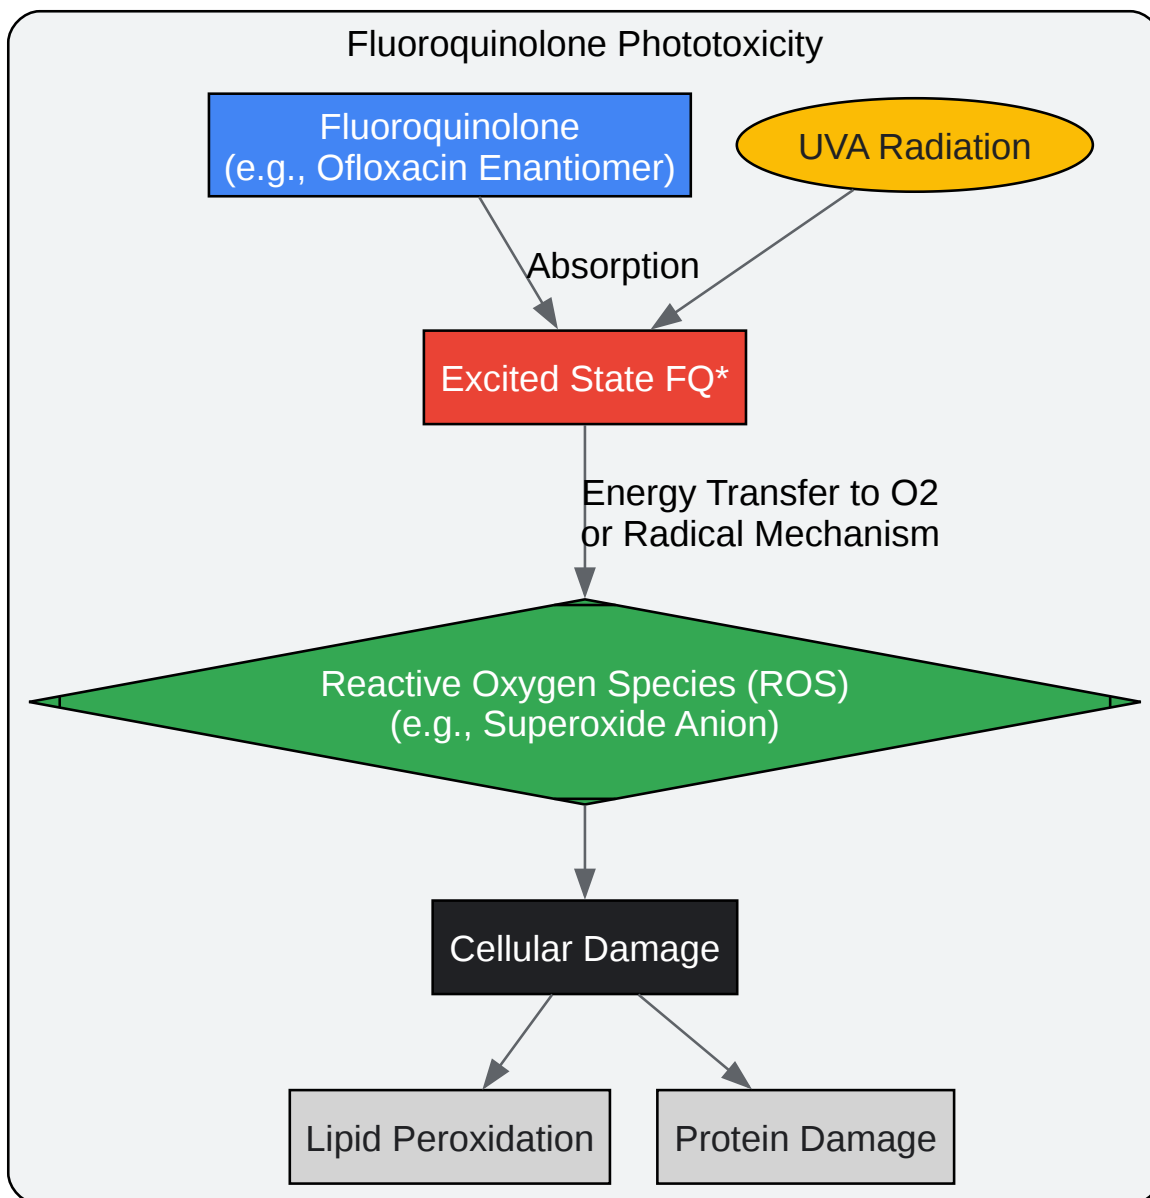 Fluoroquinolone Phototoxicity
Fluoroquinolone
(e.g., Ofloxacin Enantiomer)
UVA Radiation
Absorption
Excited State FQ*
Energy Transfer to O2
or Radical Mechanism
Reactive Oxygen Species (ROS)
(e.g., Superoxide Anion)
Cellular Damage
Lipid Peroxidation
Protein Damage